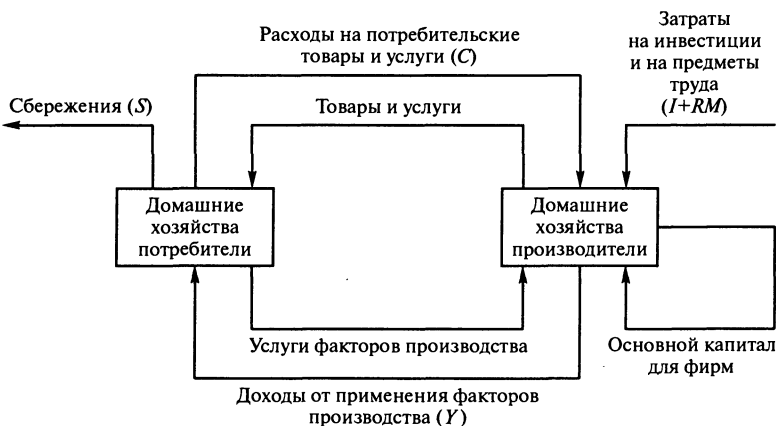 Расходы на потребительские
товары и услуги (C)
Затраты
на инвестиции
и на предметы
труда
(I+RM)
Сбережения (S)
Товары и услуги
Домашние
хозяйства
потребители
Домашние
хозяйства
производители
Услуги факторов производства
Основной капитал
для фирм
Доходы от применения факторов
производства (Y)